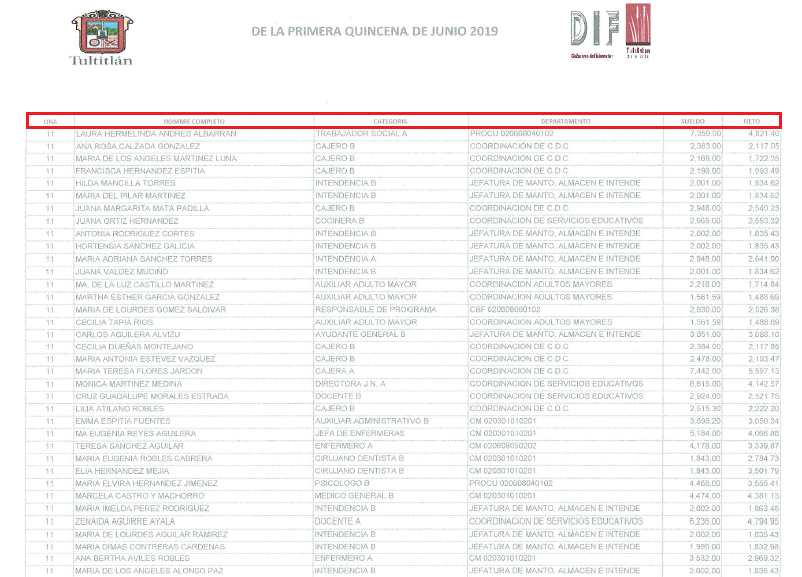 Tultitlán
DE LA PRIMERA QUINCENA DE JUNIO 2019
DIF
Tultitlán
QNA NOMBRE COMPLETO CATEGORIA DEPARTAMENTO SUELDO NETO
11 LAURA HERMELINDA ANDRES ALBARRAN TRABAJADOR SOCIAL A PROCU 020608040102 7,359.00 4,821.40
11 ANA ROSA CALZADA GONZALEZ CAJERO B COORDINACION DE C.D.C. 2,383.00 2,117.05
11 MARIA DE LOS ANGELES MARTINEZ LUNA CAJERO B COORDINACION DE C.D.C. 2,169.00 1,722.35
11 FRANCISCA HERNANDEZ ESPITIA CAJERO B COORDINACION DE C.D.C. 2,196.00 1,993.49
11 HILDA MANCILLA TORRES INTENDENCIA B JEFATURA DE MANTO, ALMACEN E INTENDE 2,001.00 1,834.62
11 MARIA DEL PILAR MARTINEZ INTENDENCIA B JEFATURA DE MANTO, ALMACEN E INTENDE 2,001.00 1,834.62
11 JUANA MARGARITA MATA PADILLA CAJERO B COORDINACION DE C.D.C. 2,948.00 2,540.23
11 JUANA ORTIZ HERNANDEZ COCINERA B COORDINACION DE SERVICIOS EDUCATIVOS 2,965.00 2,553.32
11 ANTONIA RODRIGUEZ CORTES INTENDENCIA B JEFATURA DE MANTO, ALMACEN E INTENDE 2,002.00 1,835.43
11 HORTENSIA SANCHEZ GALICIA INTENDENCIA B JEFATURA DE MANTO, ALMACEN E INTENDE 2,002.00 1,835.43
11 MARIA ADRIANA SANCHEZ TORRES INTENDENCIA A JEFATURA DE MANTO, ALMACEN E INTENDE 2,949.00 2,541.00
11 JUANA VALDEZ MUCIÑO INTENDENCIA B JEFATURA DE MANTO, ALMACEN E INTENDE 2,001.00 1,834.62
11 MA. DE LA LUZ CASTILLO MARTINEZ AUXILIAR ADULTO MAYOR COORDINACION ADULTOS MAYORES 2,218.00 1,714.84
11 MARTHA ESTHER GARCIA GONZALEZ AUXILIAR ADULTO MAYOR COORDINACION ADULTOS MAYORES 1,561.59 1,488.69
11 MARIA DE LOURDES GOMEZ SALDIVAR RESPONSABLE DE PROGRAMA CBF 020608060102 2,930.00 2,526.38
11 CECILIA TAPIA RIOS AUXILIAR ADULTO MAYOR COORDINACION ADULTOS MAYORES 1,561.59 1,488.69
11 CARLOS AGUILERA ALVIZU AYUDANTE GENERAL B JEFATURA DE MANTO, ALMACEN E INTENDE 3,851.00 3,088.10
11 CECILIA DUEÑAS MONTEJANO CAJERO B COORDINACION DE C.D.C. 2,384.00 2,117.86
11 MARIA ANTONIA ESTEVEZ VAZQUEZ CAJERO B COORDINACION DE C.D.C. 2,478.00 2,193.47
11 MARIA TERESA FLORES JARDON CAJERA A COORDINACION DE C.D.C. 7,442.00 5,597.13
11 MONICA MARTINEZ MEDINA DIRECTORA J.N. A COORDINACION DE SERVICIOS EDUCATIVOS 6,615.00 4,142.57
11 CRUZ GUADALUPE MORALES ESTRADA DOCENTE B COORDINACION DE SERVICIOS EDUCATIVOS 2,924.00 2,521.75
11 LILIA ATILANO ROBLES CAJERO B COORDINACION DE C.D.C. 2,515.30 2,222.20
11 EMMA ESPITIA FUENTES AUXILIAR ADMINISTRATIVO B CM 020301010201 3,595.20 3,050.34
11 MA EUGENIA REYES AGUILERA JEFA DE ENFERMERAS CM 020301010201 5,184.00 4,066.86
11 TERESA SANCHEZ AGUILAR ENFERMERO A CM 020608050202 4,178.00 3,339.87
11 MARIA EUGENIA ROBLES CABRERA CIRUJANO DENTISTA B CM 020301010201 1,843.00 2,784.73
11 ELIA HERNANDEZ MEJIA CIRUJANO DENTISTA B CM 020301010201 1,843.00 3,501.79
11 MARIA ELVIRA HERNANDEZ JIMENEZ PSICOLOGO B PROCU 020608040102 4,468.00 3,555.41
11 MARCELA CASTRO Y MACHORRO MEDICO GENERAL B CM 020301010201 4,474.00 4,381.13
11 MARIA IMELDA PEREZ RODRIGUEZ INTENDENCIA B JEFATURA DE MANTO, ALMACEN E INTENDE 2,002.00 1,863.46
11 ZENAIDA AGUIRRE AYALA DOCENTE A COORDINACION DE SERVICIOS EDUCATIVOS 6,236.00 4,794.95
11 MARIA DE LOURDES AGUILAR RAMIREZ INTENDENCIA B JEFATURA DE MANTO, ALMACEN E INTENDE 2,002.00 1,835.43
11 MARIA DIMAS CONTRERAS CARDENAS INTENDENCIA B JEFATURA DE MANTO, ALMACEN E INTENDE 1,999.00 1,832.98
11 ANA BERTHA AVILES ROBLES ENFERMERO A CM 020301010201 3,532.00 2,969.32
11 MARIA DE LOS ANGELES ALONSO PAZ INTENDENCIA B JEFATURA DE MANTO, ALMACEN E INTENDE 2,002.00 1,835.43